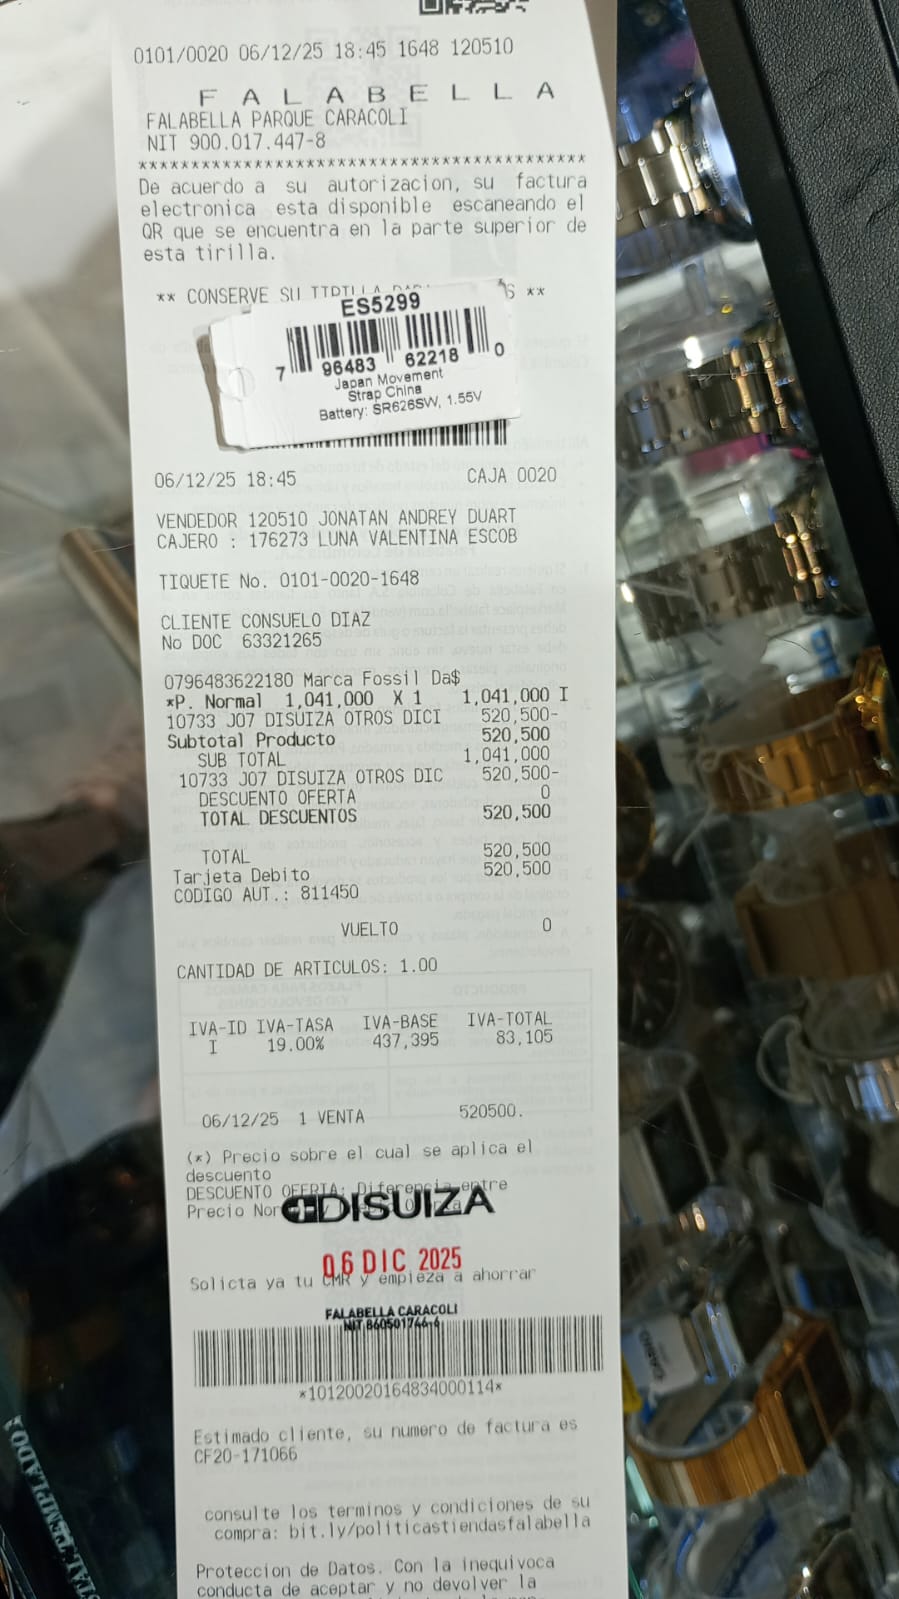 0101/0020 06/12/25 18:45 1648 120510
F A L A B E L L A
FALABELLA PARQUE CARACOLI
NIT 900.017.447-8
*****************************************
De acuerdo a su autorizacion, su factura
electronica esta disponible escaneando el
QR que se encuentra en la parte superior de
esta tirilla.
** CONSERVE SU TIRILLA **
ES5299
7 96483 62218 0
Japan Movement
Strap China
Battery: SR626SW, 1.55V
06/12/25 18:45 CAJA 0020
VENDEDOR 120510 JONATAN ANDREY DUART
CAJERO : 176273 LUNA VALENTINA ESCOB
TIQUETE No. 0101-0020-1648
CLIENTE CONSUELO DIAZ
No DOC 63321265
0796483622180 Marca Fossil Da$
*P. Normal 1,041,000 X 1 1,041,000 I
10733 J07 DISUIZA OTROS DICI 520,500-
Subtotal Producto 520,500
SUB TOTAL 1,041,000
10733 J07 DISUIZA OTROS DIC 520,500-
DESCUENTO OFERTA 0
TOTAL DESCUENTOS 520,500
TOTAL 520,500
Tarjeta Debito 520,500
CODIGO AUT.: 811450
VUELTO 0
CANTIDAD DE ARTICULOS: 1.00
IVA-ID IVA-TASA IVA-BASE IVA-TOTAL
I 19.00% 437,395 83,105
06/12/25 1 VENTA 520500.
(*) Precio sobre el cual se aplica el
descuento
DESCUENTO OFERTA: Diferencia entre
Precio
DISUIZA
06 DIC 2025
Solicta ya tu CMR y empieza a ahorrar
FALABELLA CARACOLI
NIT 860501746-6
*10120020164834000114*
Estimado cliente, su numero de factura es
CF20-171066
consulte los terminos y condiciones de su
compra: bit.ly/politicastiendasfalabella
Proteccion de Datos. Con la inequivoca
conducta de aceptar y no devolver la